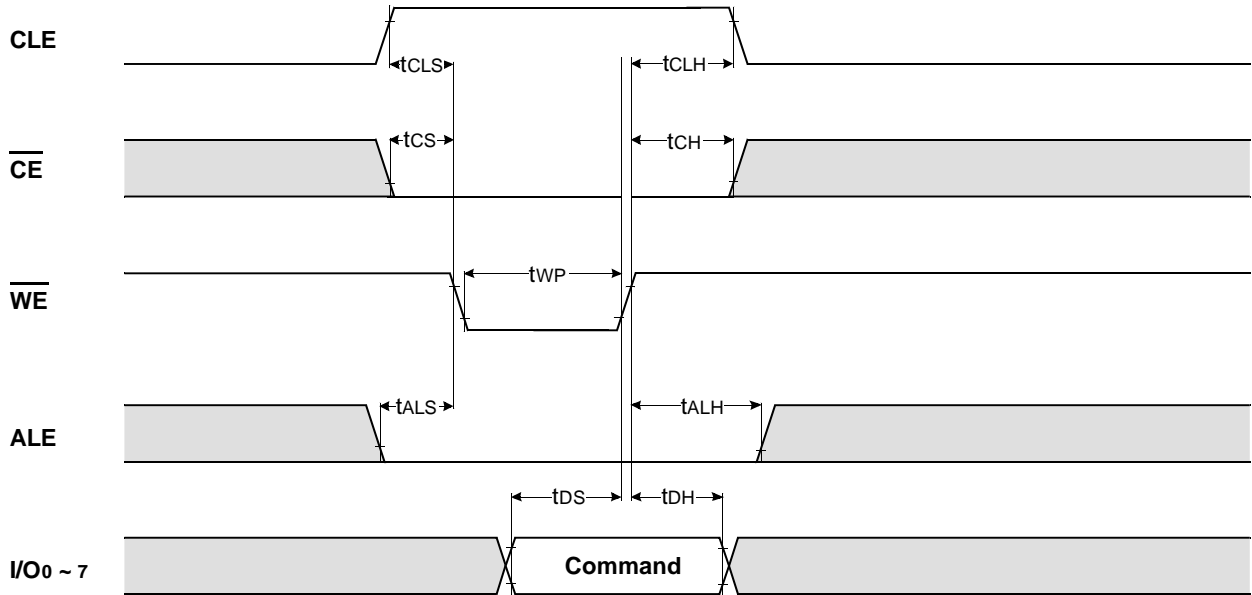 CLE
tCLS
tCLH
CE
tCS
tCH
WE
tWP
ALE
tALS
tALH
I/O0 ~ 7
tDS
tDH
Command